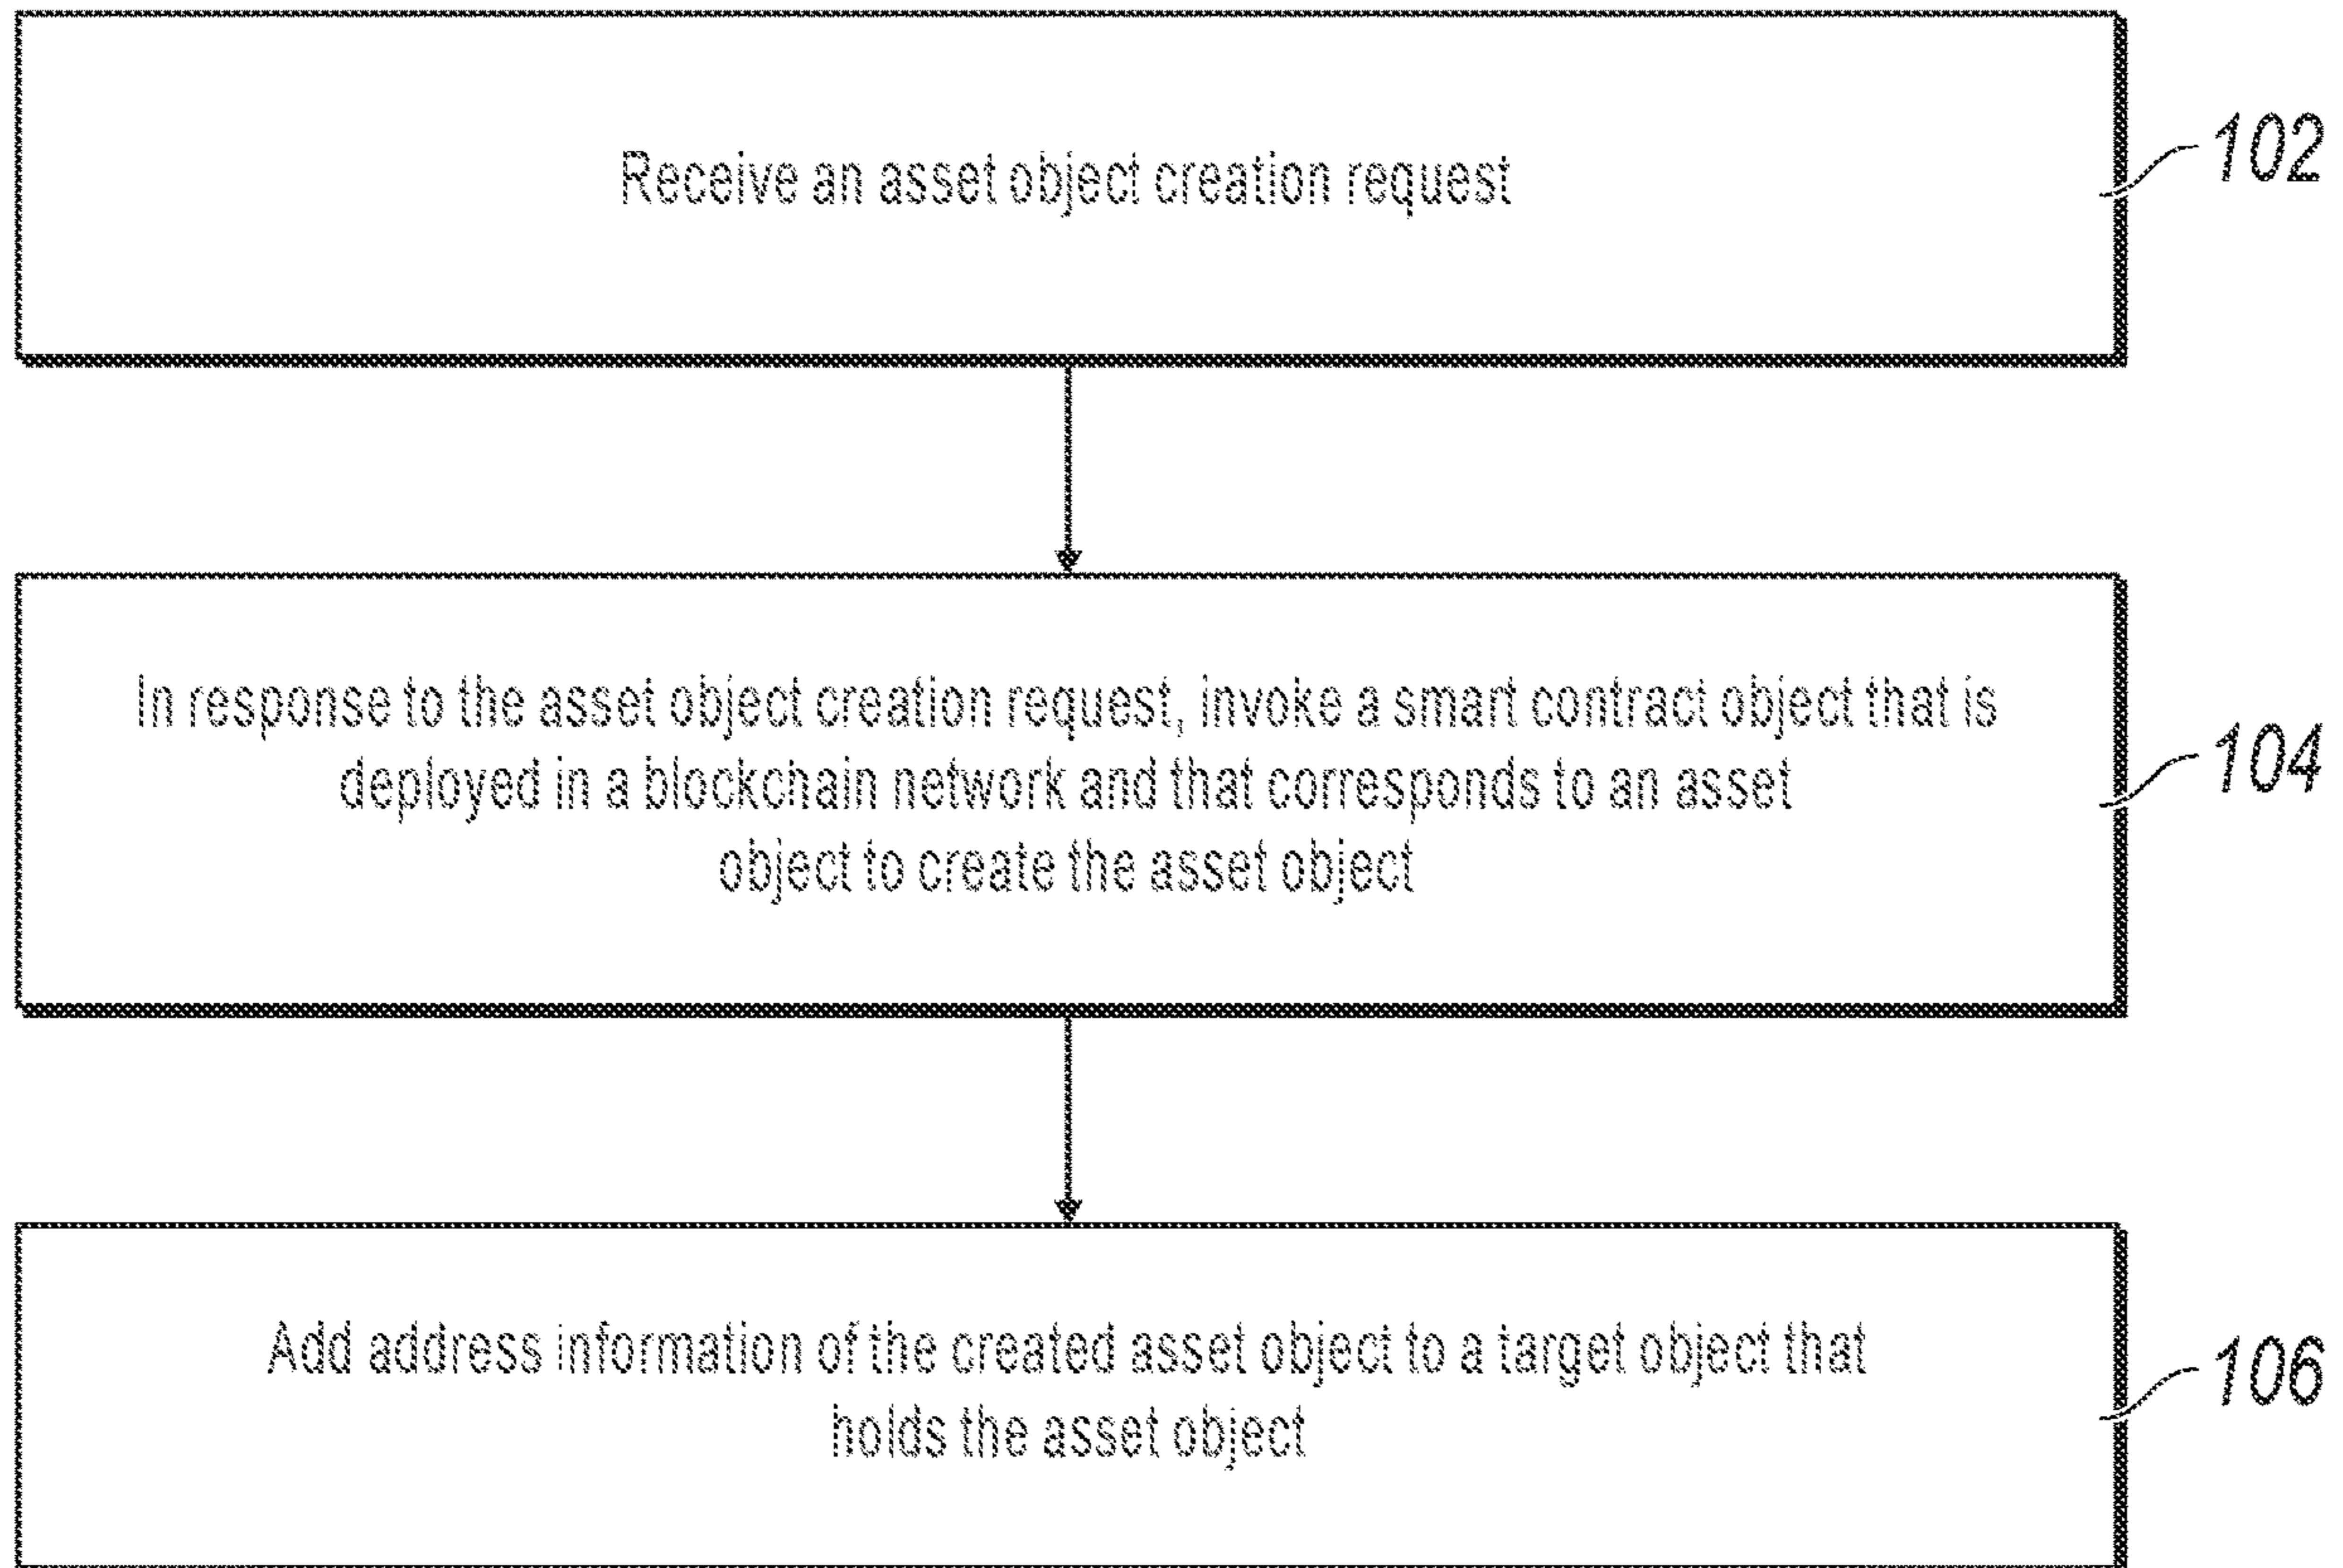 Receive an asset object creation request
102
In response to the asset object creation request, invoke a smart contract object that is
deployed in a blockchain network and that corresponds to an asset
object to create the asset object
104
Add address information of the created asset object to a target object that
holds the asset object
106